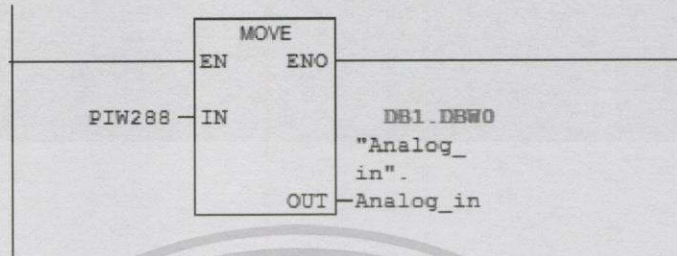 MOVE
EN ENO
PIW288 IN DB1.DBW0
"Analog_
in".
OUT Analog_in